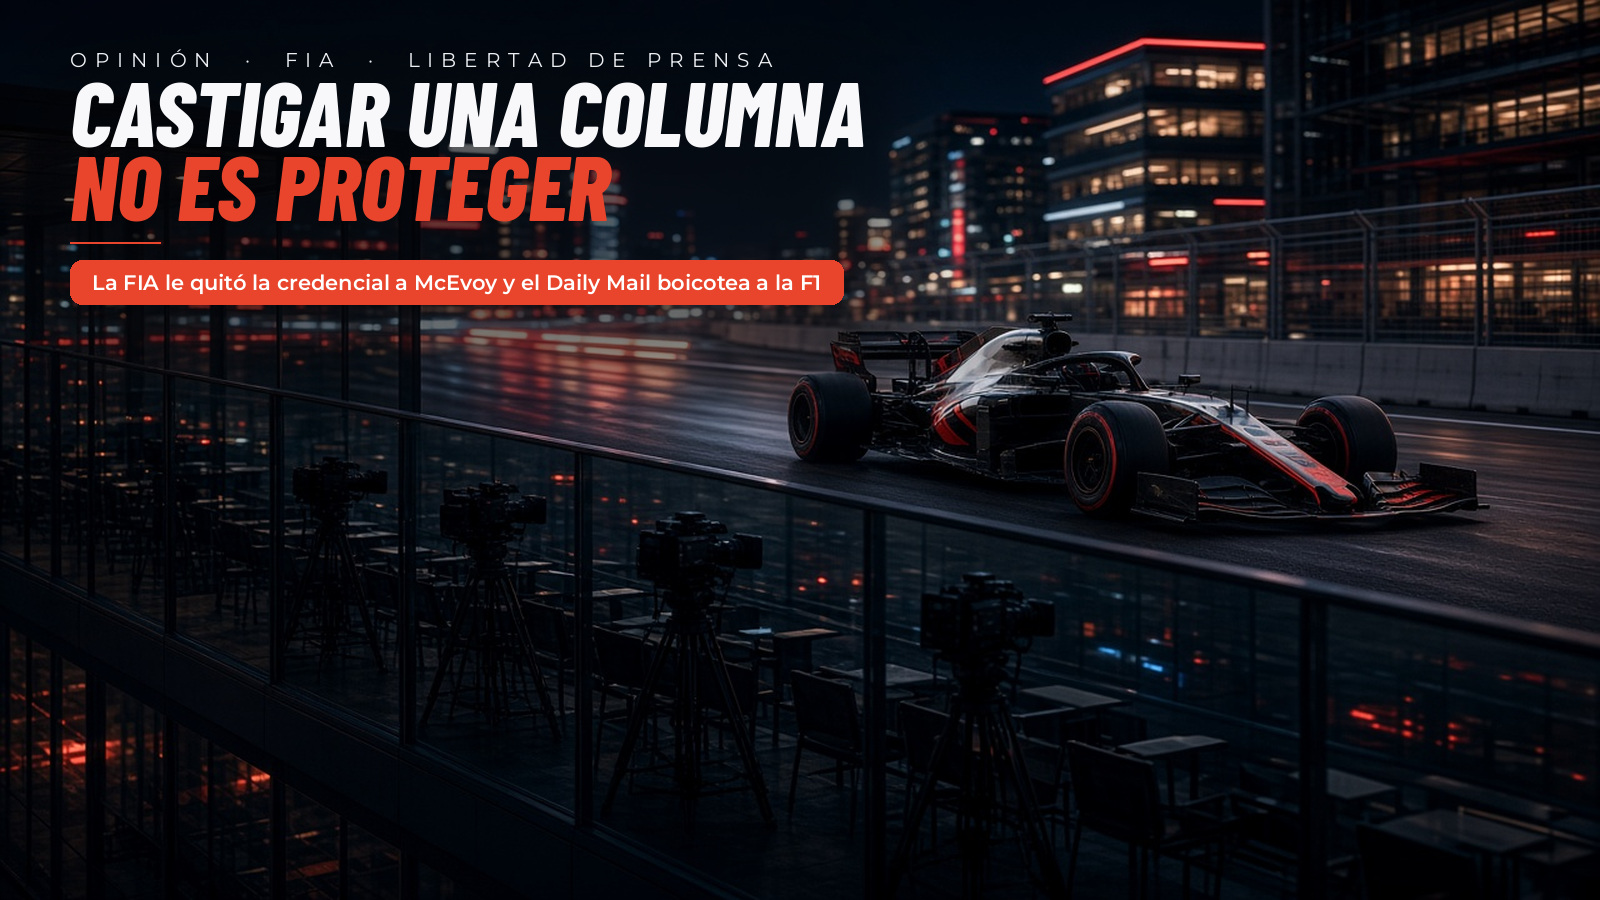 OPINIÓN · FIA · LIBERTAD DE PRENSA
CASTIGAR UNA COLUMNA
NO ES PROTEGER
La FIA le quitó la credencial a McEvoy y el Daily Mail boicotea a la F1